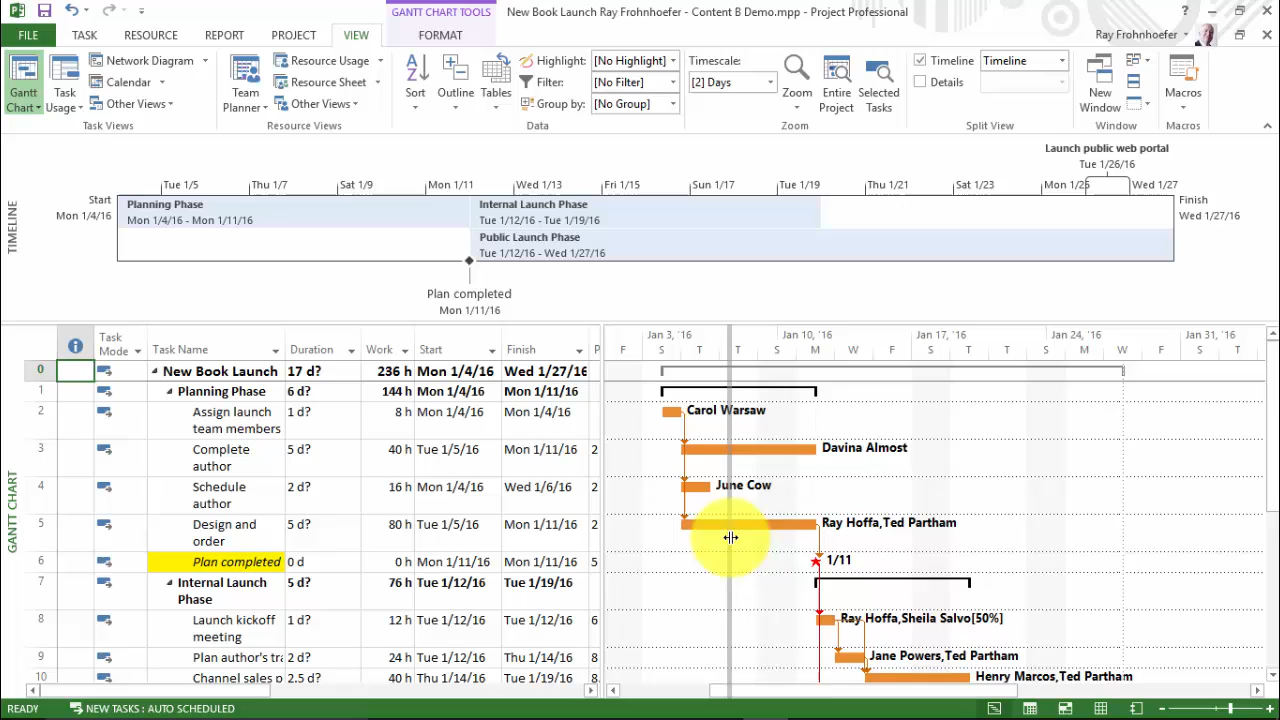 GANTT CHART TOOLS
New Book Launch Ray Frohnhoefer - Content B Demo.mpp - Project Professional
?
FILE TASK RESOURCE REPORT PROJECT VIEW FORMAT
Ray Frohnhoefer
Gantt Chart
Task Usage
Network Diagram
Calendar
Other Views
Task Views
Team Planner
Resource Usage
Resource Sheet
Other Views
Resource Views
Sort
Outline
Tables
Highlight: [No Highlight]
Filter: [No Filter]
Group by: [No Group]
Data
Timescale:
[2] Days
Zoom
Entire Project
Selected Tasks
Zoom
Timeline Timeline
Details
Split View
New Window
Window
Macros
Macros
Launch public web portal
Tue 1/26/16
TIMELINE
Tue 1/5 Thu 1/7 Sat 1/9 Mon 1/11 Wed 1/13 Fri 1/15 Sun 1/17 Tue 1/19 Thu 1/21 Sat 1/23 Mon 1/25 Wed 1/27
Start
Mon 1/4/16
Planning Phase
Mon 1/4/16 - Mon 1/11/16
Internal Launch Phase
Tue 1/12/16 - Tue 1/19/16
Public Launch Phase
Tue 1/12/16 - Wed 1/27/16
Finish
Wed 1/27/16
Plan completed
Mon 1/11/16
GANTT CHART
Task Mode Task Name Duration Work Start Finish P
Jan 3, '16 Jan 10, '16 Jan 17, '16 Jan 24, '16 Jan 31, '16
F S T T S M W F S T T S M W F S T
0 New Book Launch 17 d? 236 h Mon 1/4/16 Wed 1/27/16
1 Planning Phase 6 d? 144 h Mon 1/4/16 Mon 1/11/16
2 Assign launch team members 1 d? 8 h Mon 1/4/16 Mon 1/4/16 Carol Warsaw
3 Complete author 5 d? 40 h Tue 1/5/16 Mon 1/11/16 2 Davina Almost
4 Schedule author 2 d? 16 h Mon 1/4/16 Wed 1/6/16 2 June Cow
5 Design and order 5 d? 80 h Tue 1/5/16 Mon 1/11/16 2 Ray Hoffa,Ted Partham
6 Plan completed 0 d 0 h Mon 1/11/16 Mon 1/11/16 5 1/11
7 Internal Launch Phase 5 d? 76 h Tue 1/12/16 Tue 1/19/16
8 Launch kickoff meeting 1 d? 12 h Tue 1/12/16 Tue 1/12/16 6 Ray Hoffa,Sheila Salvo[50%]
9 Plan author's tra 2 d? 24 h Tue 1/12/16 Thu 1/14/16 8 Jane Powers,Ted Partham
10 Channel sales p 2.5 d? 40 h Thu 1/14/16 Tue 1/19/16 8 Henry Marcos,Ted Partham
READY NEW TASKS : AUTO SCHEDULED